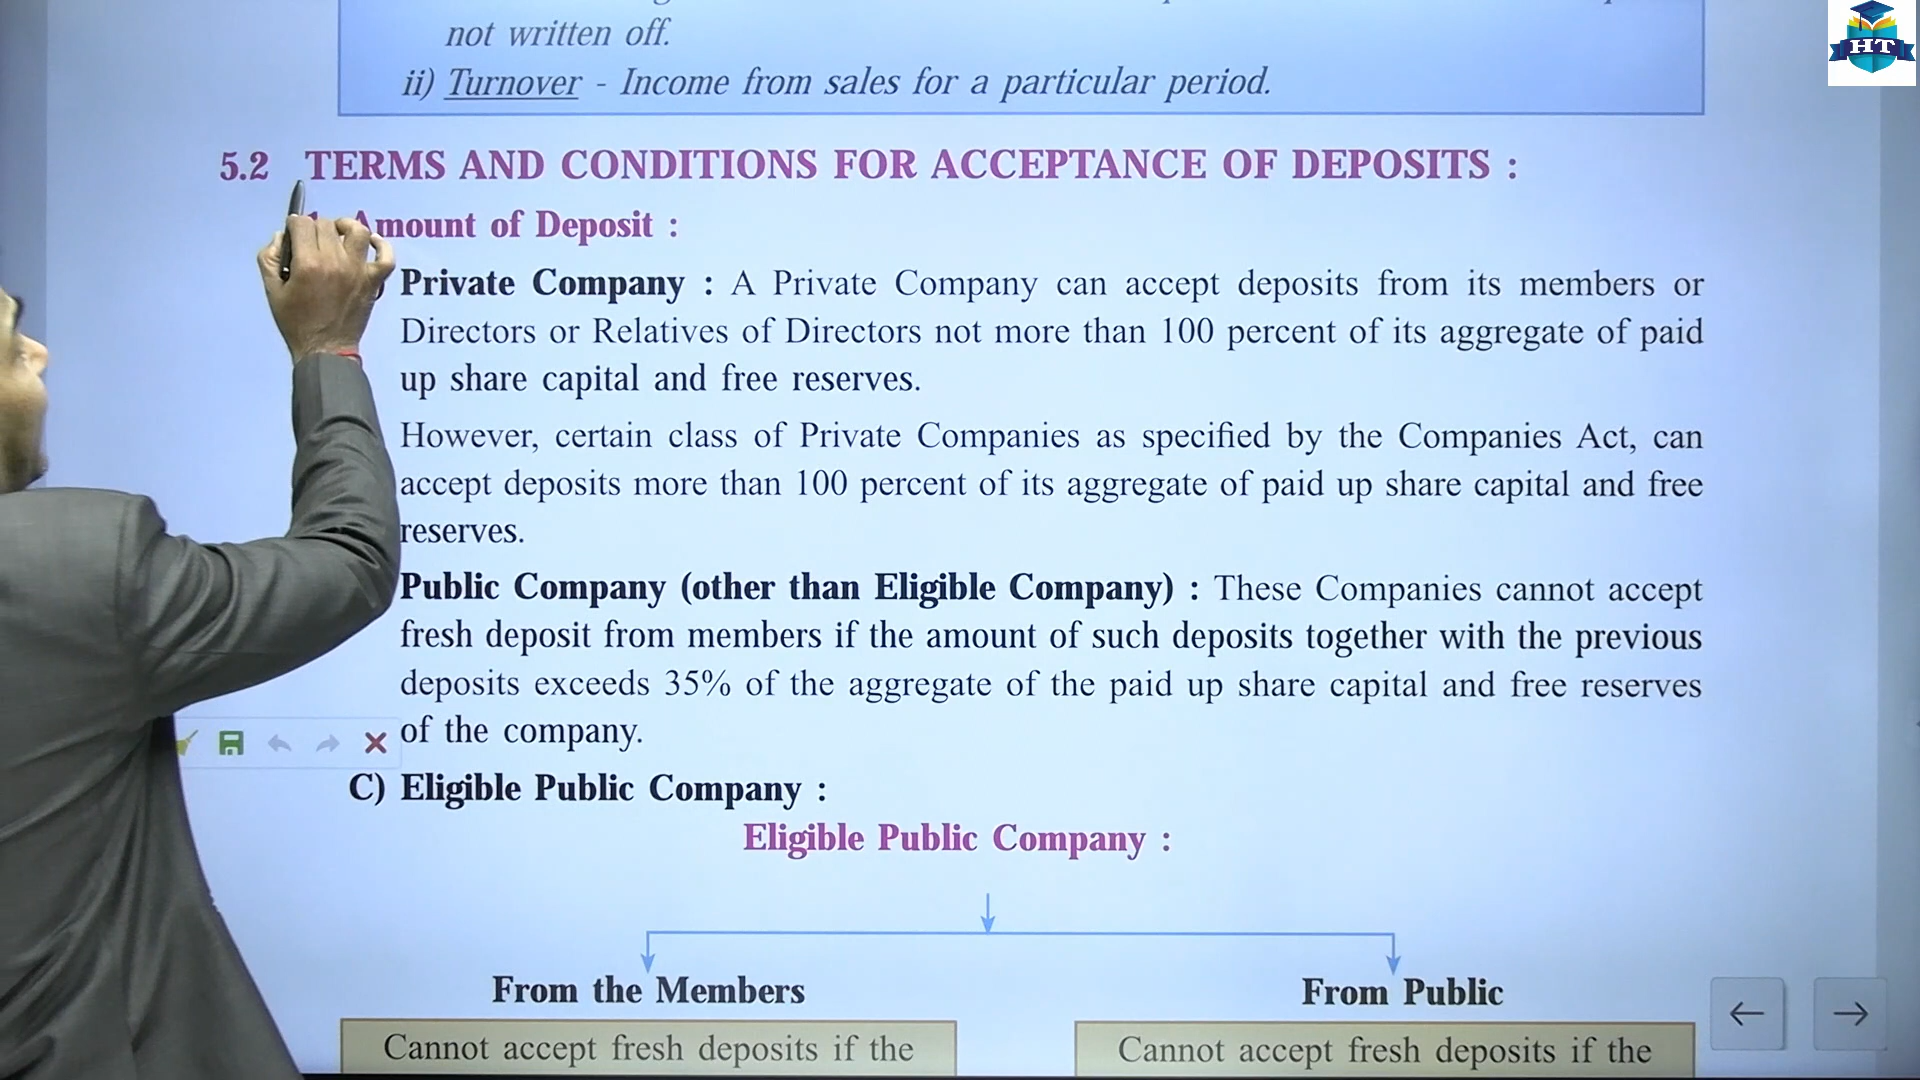 not written off.
ii) Turnover - Income from sales for a particular period.
HT
5.2 TERMS AND CONDITIONS FOR ACCEPTANCE OF DEPOSITS :
1. Amount of Deposit :
Private Company : A Private Company can accept deposits from its members or
Directors or Relatives of Directors not more than 100 percent of its aggregate of paid
up share capital and free reserves.
However, certain class of Private Companies as specified by the Companies Act, can
accept deposits more than 100 percent of its aggregate of paid up share capital and free
reserves.
Public Company (other than Eligible Company) : These Companies cannot accept
fresh deposit from members if the amount of such deposits together with the previous
deposits exceeds 35% of the aggregate of the paid up share capital and free reserves
of the company.
C) Eligible Public Company :
Eligible Public Company :
From the Members
From Public
Cannot accept fresh deposits if the
Cannot accept fresh deposits if the